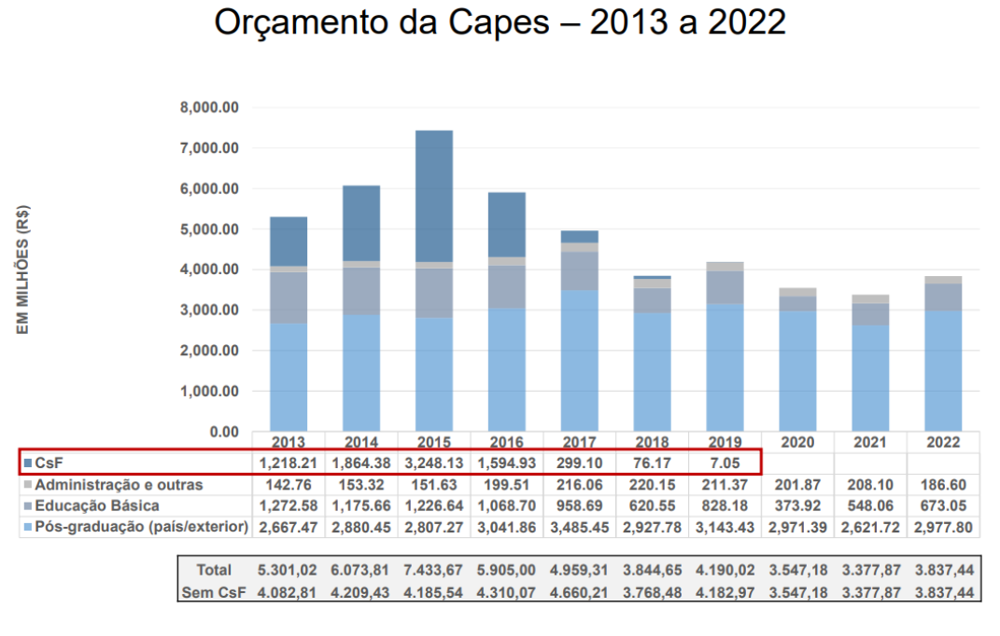 Orçamento da Capes – 2013 a 2022
8,000.00
7,000.00
6,000.00
5,000.00
4,000.00
3,000.00
2,000.00
1,000.00
0.00
EM MILHÕES (R$)
2013 2014 2015 2016 2017 2018 2019 2020 2021 2022
CsF 1,218.21 1,864.38 3,248.13 1,594.93 299.10 76.17 7.05
Administração e outras 142.76 153.32 151.63 199.51 216.06 220.15 211.37 201.87 208.10 186.60
Educação Básica 1,272.58 1,175.66 1,226.64 1,068.70 958.69 620.55 828.18 373.92 548.06 673.05
Pós-graduação (país/exterior) 2,667.47 2,880.45 2,807.27 3,041.86 3,485.45 2,927.78 3,143.43 2,971.39 2,621.72 2,977.80
Total 5.301,02 6.073,81 7.433,67 5.905,00 4.959,31 3.844,65 4.190,02 3.547,18 3.377,87 3.837,44
Sem CsF 4.082,81 4.209,43 4.185,54 4.310,07 4.660,21 3.768,48 4.182,97 3.547,18 3.377,87 3.837,44